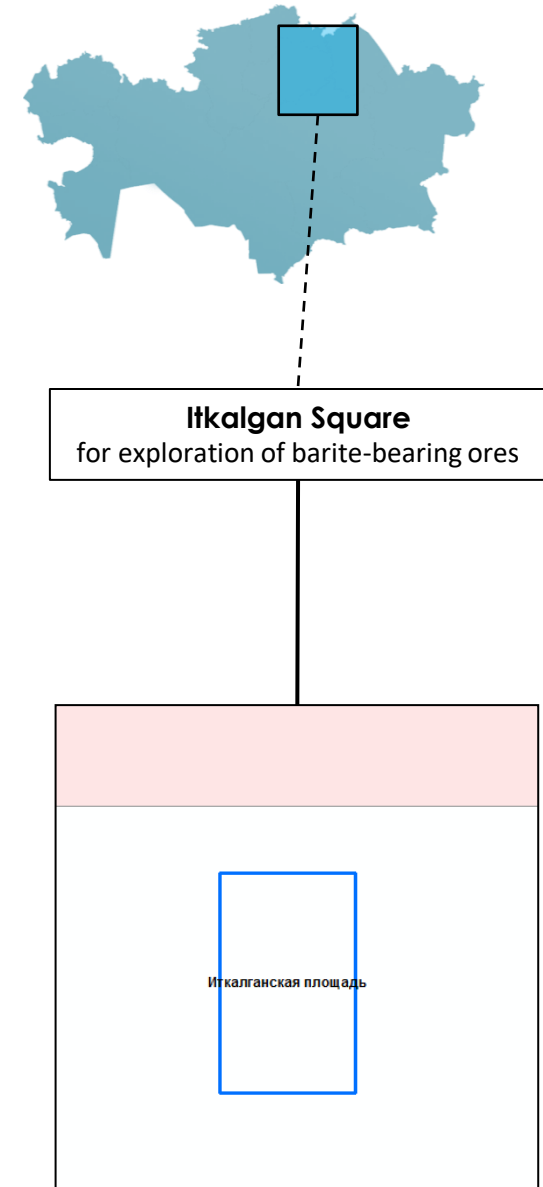 Itkalgan Square
for exploration of barite-bearing ores
Иткалганская площадь